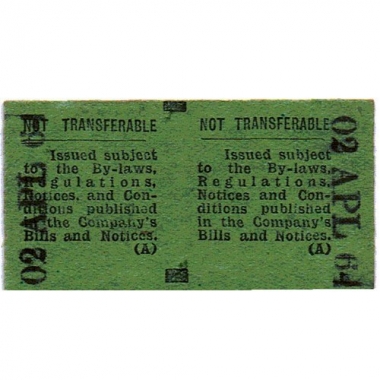 NOT TRANSFERABLE
Issued subject
to the By-laws,
Regulations,
Notices and Con-
ditions published
in the Company's
Bills and Notices.
(A)
NOT TRANSFERABLE
Issued subject
to the By-laws,
Regulations,
Notices and Con-
ditions published
in the Company's
Bills and Notices.
(A)
02 APL 64